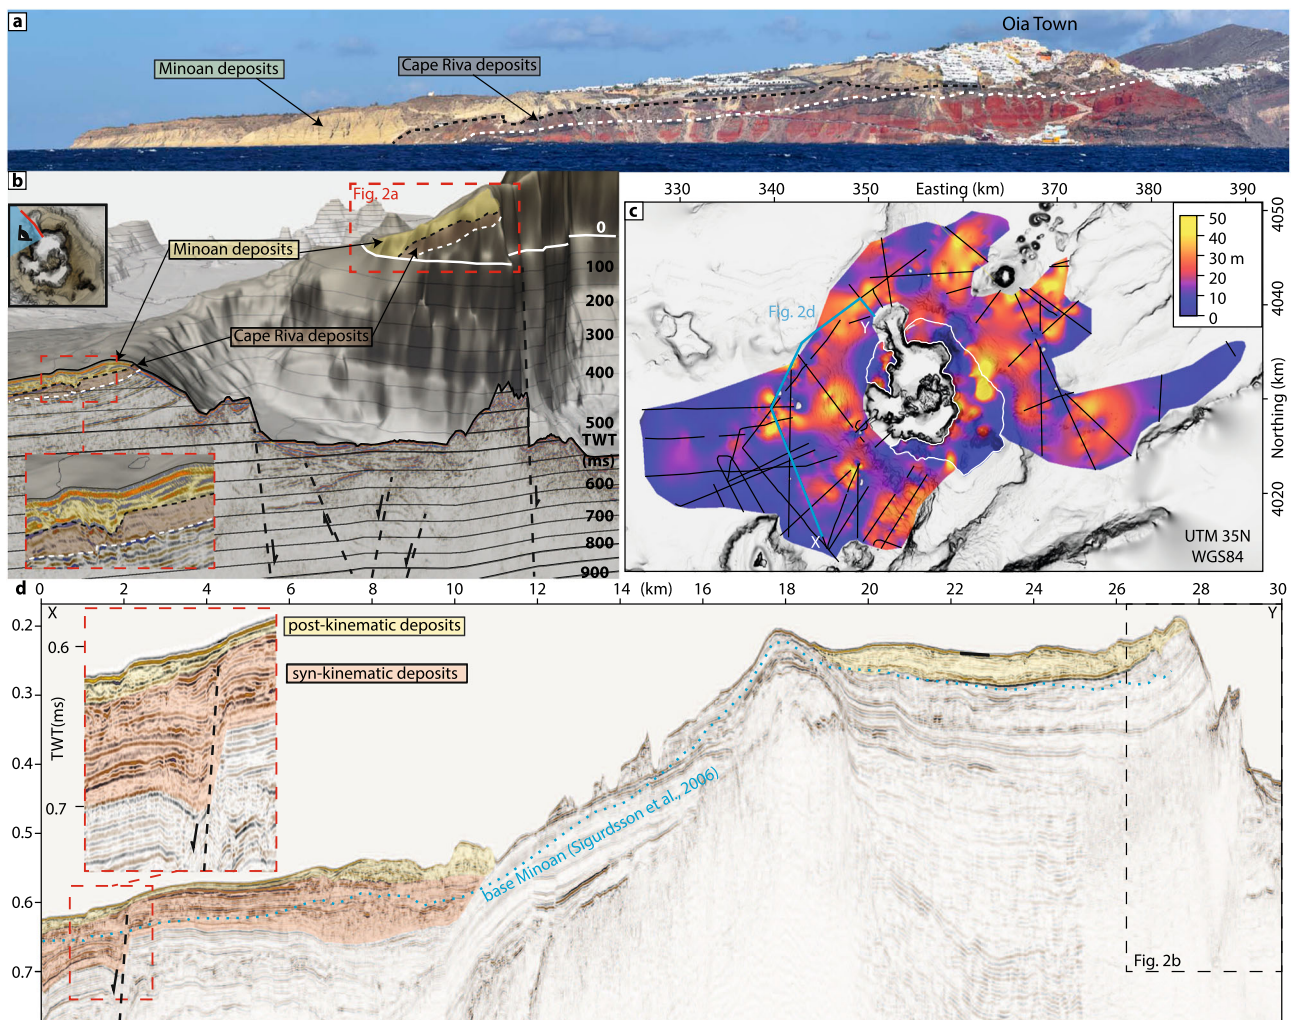 a
Oia Town
Minoan deposits
Cape Riva deposits
b
Fig. 2a
Minoan deposits
Cape Riva deposits
0
100
200
300
400
500
TWT
(ms)
600
700
800
900
330 340 350 Easting (km) 370 380 390
c
4050
4040
Northing (km)
4020
50
40
30 m
20
10
0
Fig. 2d
Y
X
UTM 35N
WGS84
d
0 2 4 6 8 10 12 14 (km) 16 18 20 22 24 26 28 30
X
Y
0.2
0.3
TWT(ms)
0.4
0.5
0.6
0.7
0.6
0.7
post-kinematic deposits
syn-kinematic deposits
base Minoan (Sigurdsson et al., 2006)
Fig. 2b